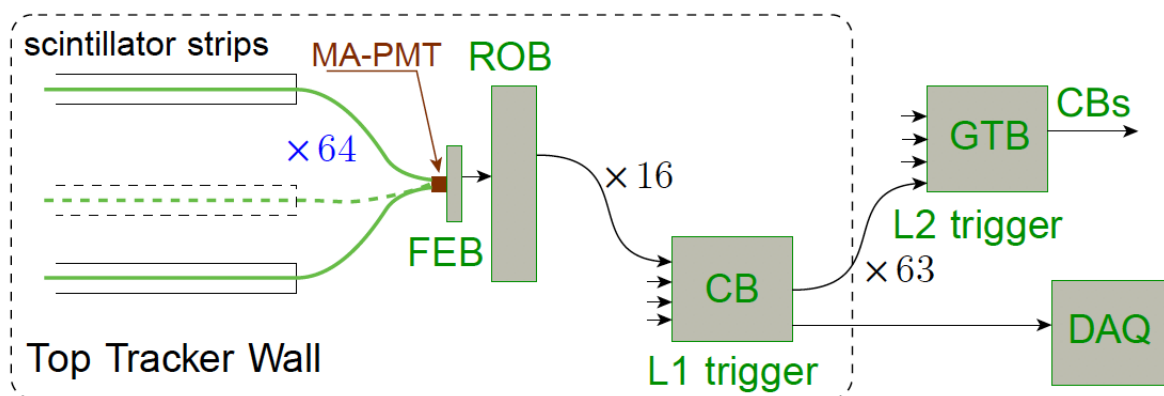 scintillator strips
MA-PMT
ROB
×64
FEB
×16
CB
L1 trigger
Top Tracker Wall
GTB
CBs
L2 trigger
×63
DAQ